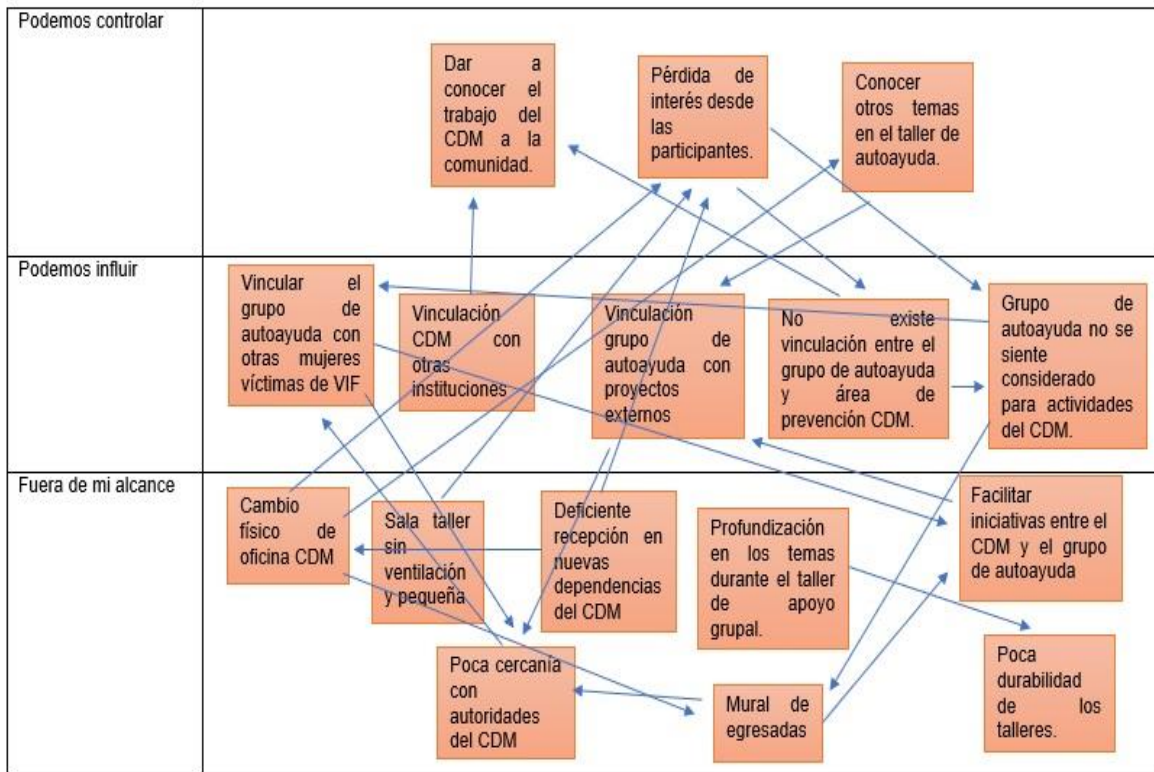 Podemos controlar
Dar a
conocer el
trabajo del
CDM a la
comunidad.
Pérdida de
interés desde
las
participantes.
Conocer
otros temas
en el taller de
autoayuda.
Podemos influir
Vincular el
grupo de
autoayuda con
otras mujeres
víctimas de VIF
Vinculación
CDM con
otras
instituciones
Vinculación
grupo de
autoayuda con
proyectos
externos
No existe
vinculación entre el
grupo de autoayuda
y área de
prevención CDM.
Grupo de
autoayuda no se
siente
considerado
para actividades
del CDM.
Fuera de mi alcance
Cambio
físico de
oficina CDM
Sala taller
sin
ventilación
y pequeña
Deficiente
recepción en
nuevas
dependencias
del CDM
Profundización
en los temas
durante el taller
de apoyo
grupal.
Facilitar
iniciativas entre el
CDM y el grupo
de autoayuda
Poca cercanía
con
autoridades
del CDM
Mural de
egresadas
Poca
durabilidad
de los
talleres.